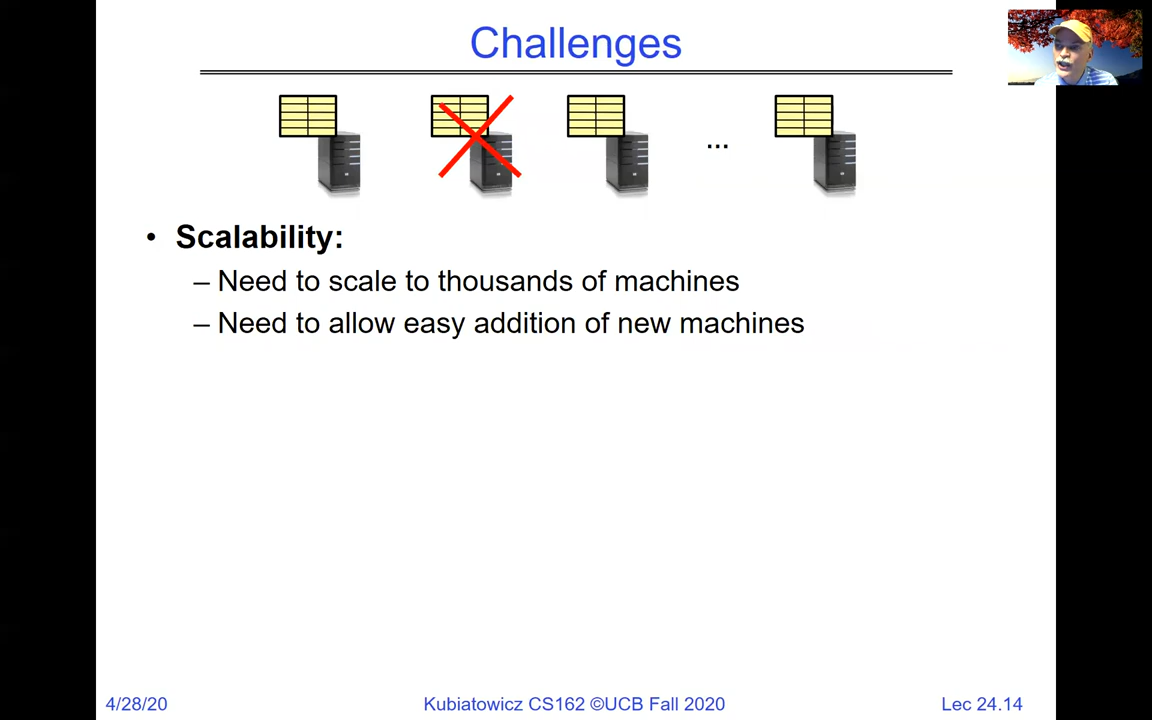 Challenges
...
• Scalability:
– Need to scale to thousands of machines
– Need to allow easy addition of new machines
4/28/20
Kubiatowicz CS162 ©UCB Fall 2020
Lec 24.14